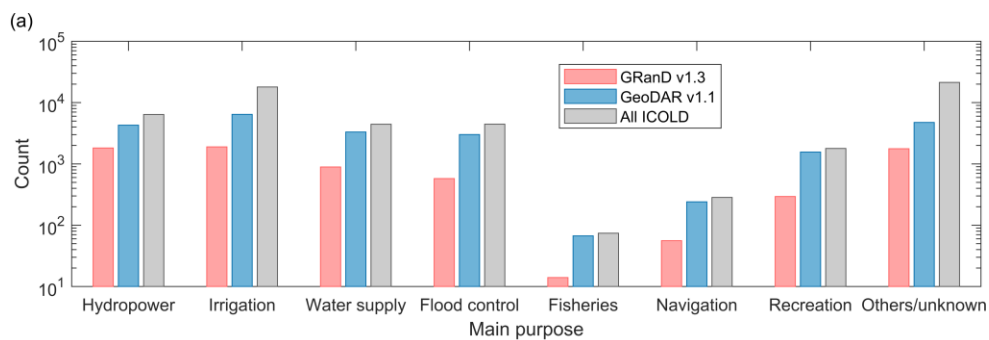 (a)
10^5
10^4
10^3
10^2
10^1
Count
GRanD v1.3
GeoDAR v1.1
All ICOLD
Hydropower Irrigation Water supply Flood control Fisheries Navigation Recreation Others/unknown
Main purpose